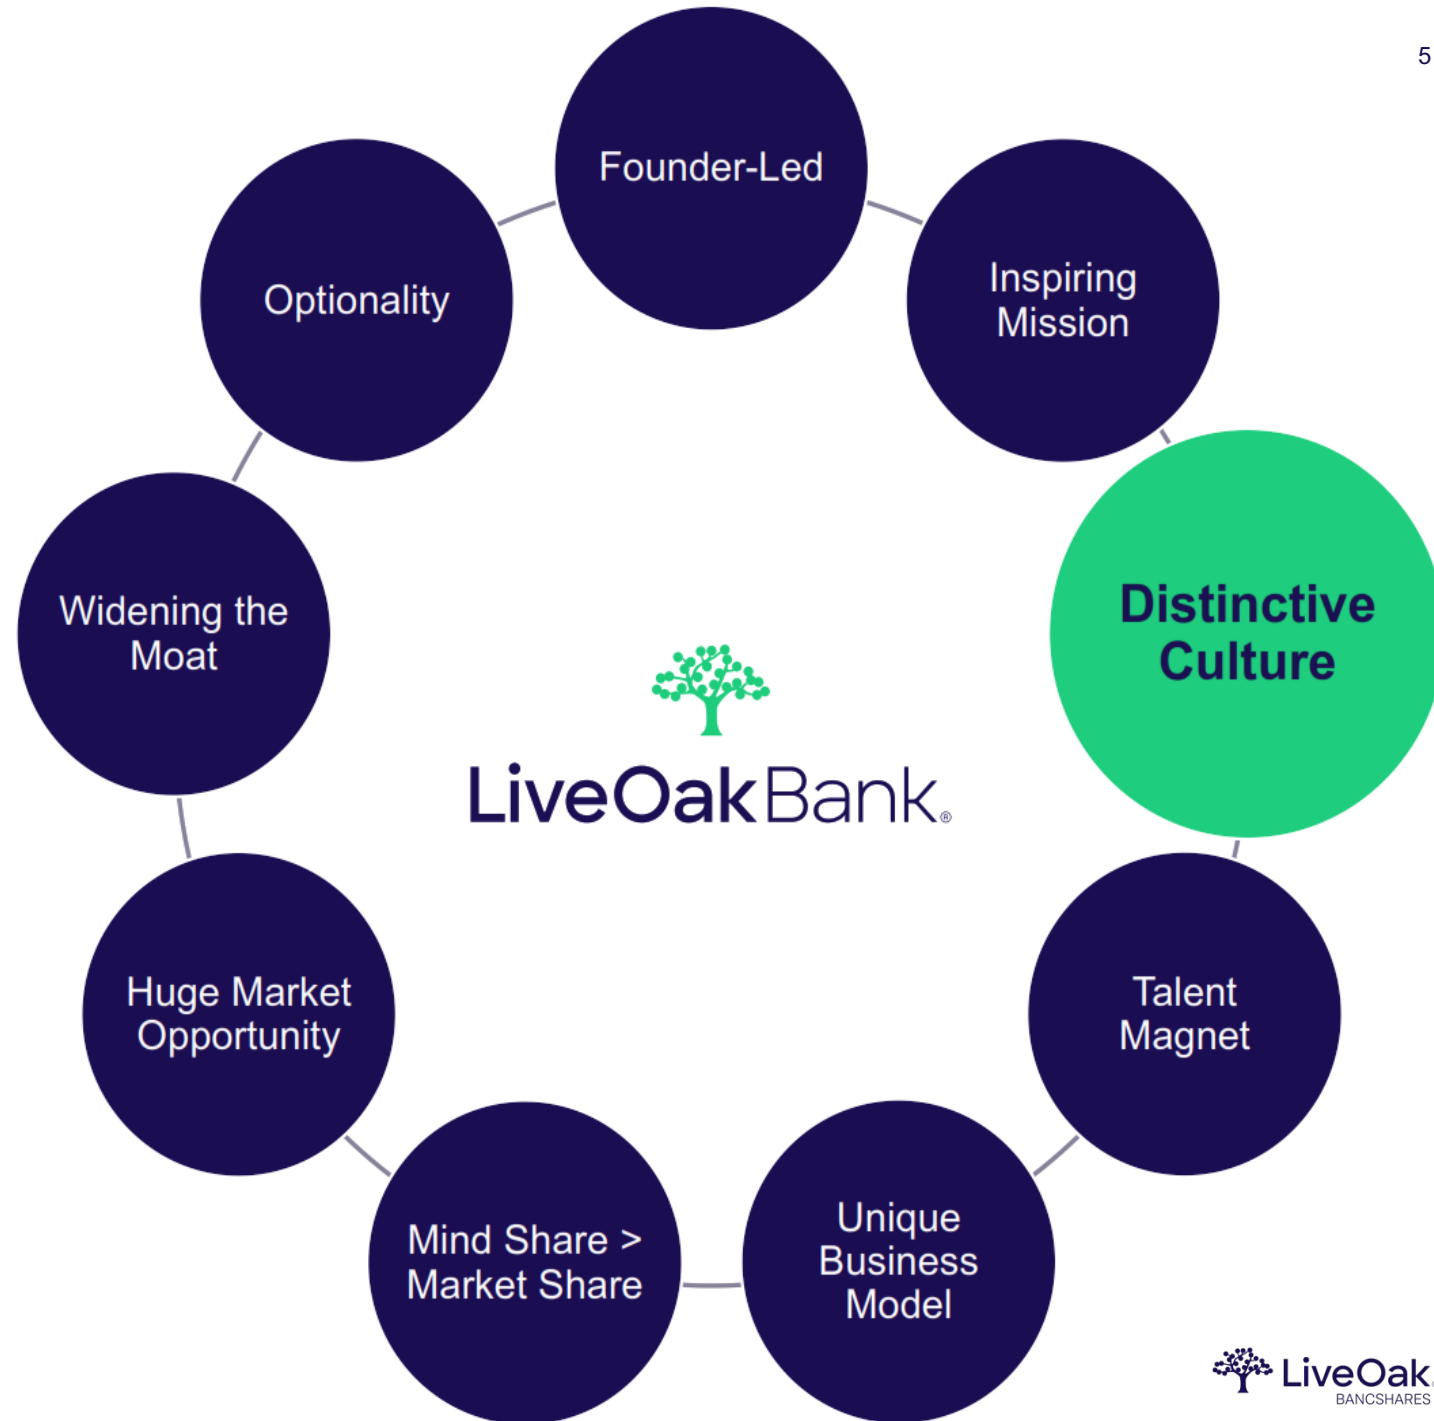 5
Founder-Led
Inspiring
Mission
Distinctive
Culture
Talent
Magnet
Unique
Business
Model
Mind Share >
Market Share
Huge Market
Opportunity
Widening the
Moat
Optionality
LiveOakBank®
LiveOak
BANCSHARES